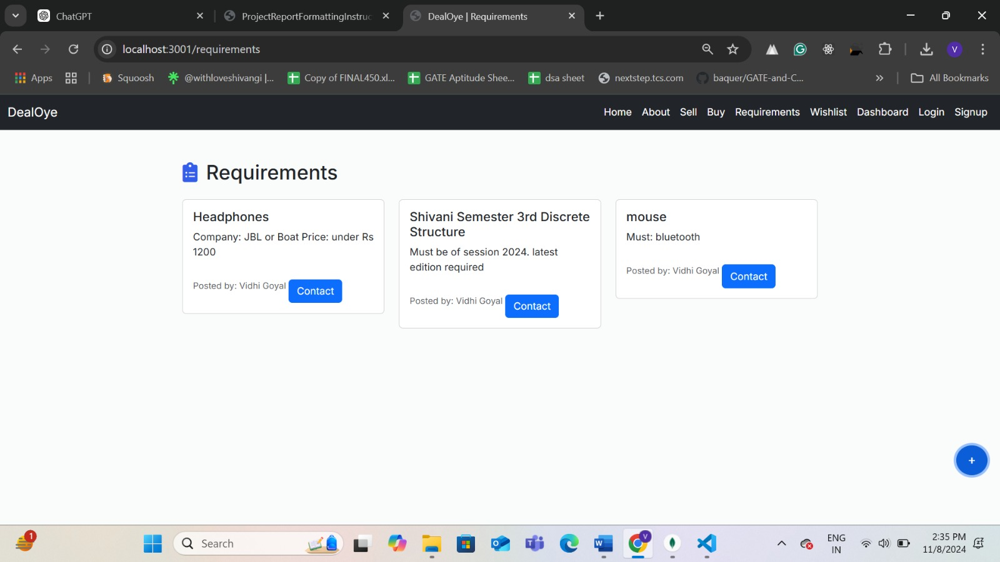 ChatGPT
ProjectReportFormattingInstruc
DealOye | Requirements
localhost:3001/requirements
V
Apps
Squoosh
@withloveshivangi |...
Copy of FINAL450.xl...
GATE Aptitude Shee...
dsa sheet
nextstep.tcs.com
baquer/GATE-and-C...
All Bookmarks
DealOye
Home
About
Sell
Buy
Requirements
Wishlist
Dashboard
Login
Signup
Requirements
Headphones
Company: JBL or Boat Price: under Rs
1200
Posted by: Vidhi Goyal
Contact
Shivani Semester 3rd Discrete
Structure
Must be of session 2024. latest
edition required
Posted by: Vidhi Goyal
Contact
mouse
Must: bluetooth
Posted by: Vidhi Goyal
Contact
+
1
Search
V
ENG
IN
2:35 PM
11/8/2024